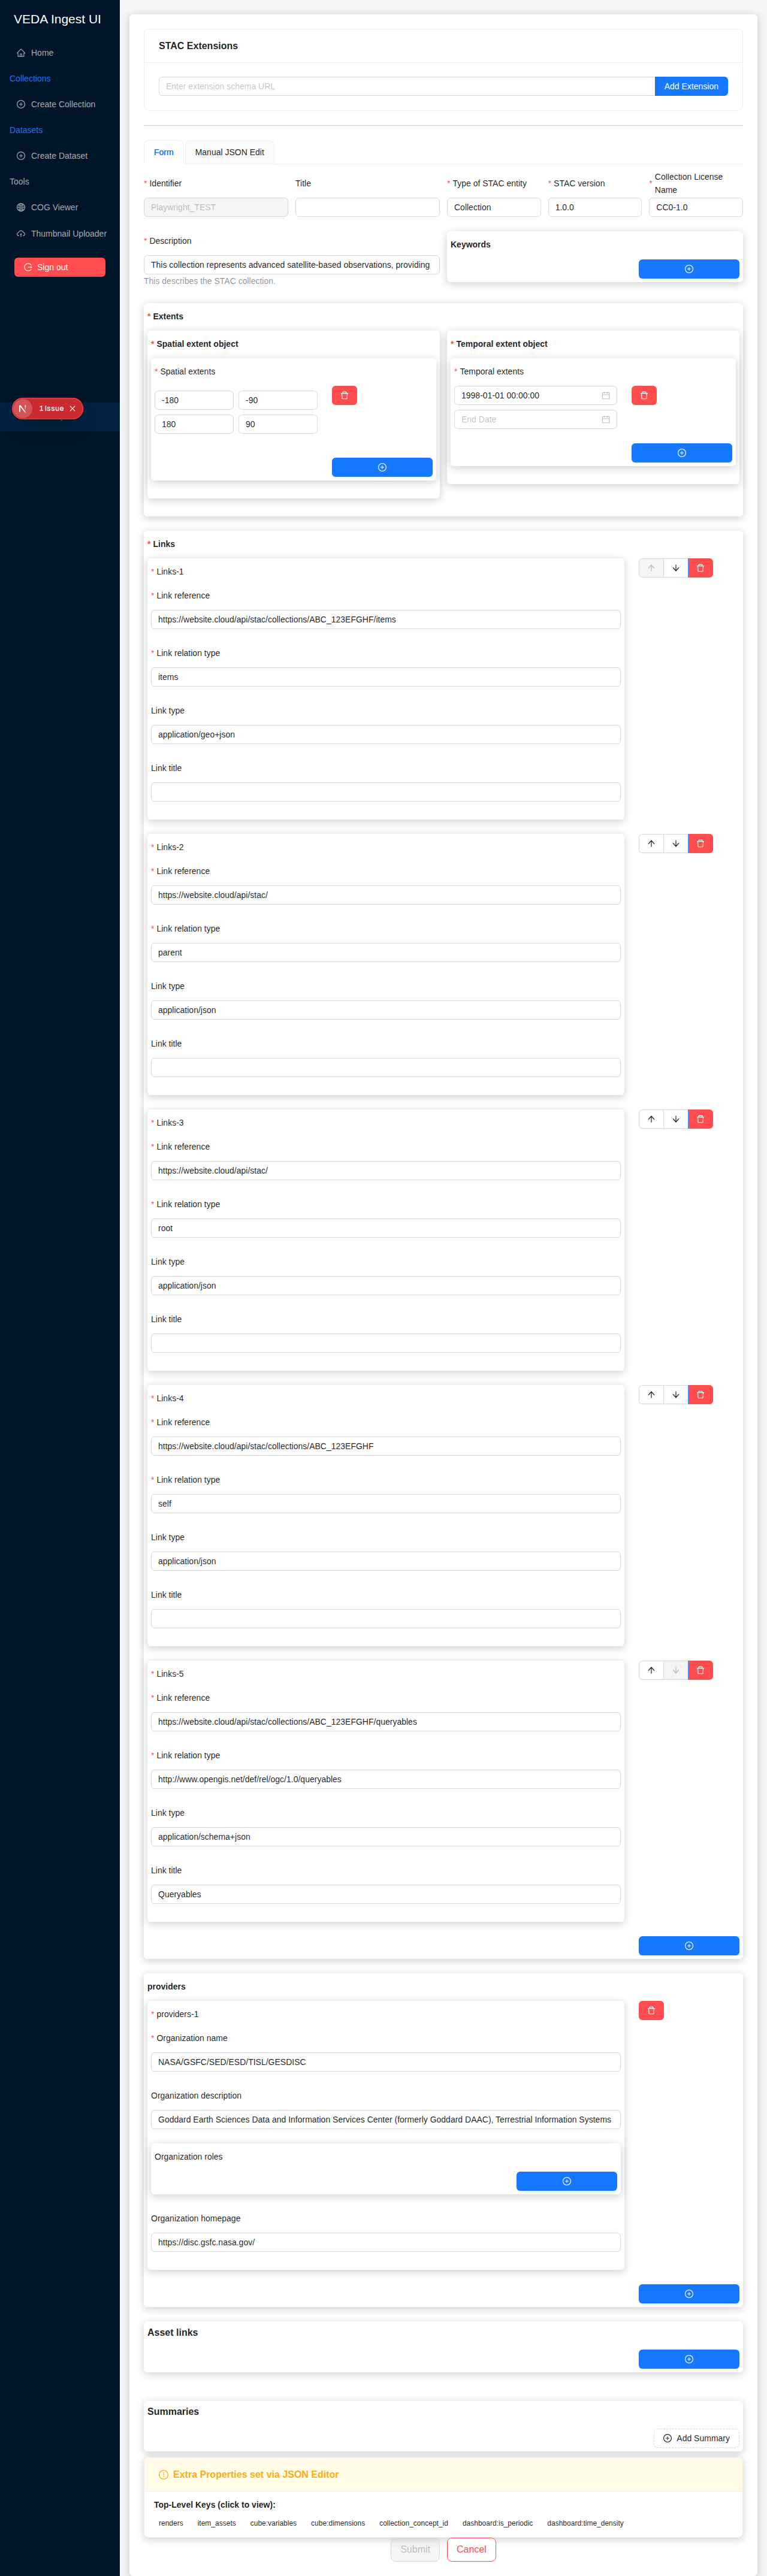 VEDA Ingest UI
Home
Collections
Create Collection
Datasets
Create Dataset
Tools
COG Viewer
Thumbnail Uploader
Sign out
1 Issue
STAC Extensions
Enter extension schema URL
Add Extension
Form
Manual JSON Edit
* Identifier
Title
* Type of STAC entity
* STAC version
* Collection License Name
Playwright_TEST
Collection
1.0.0
CC0-1.0
* Description
This collection represents advanced satellite-based observations, providing
This describes the STAC collection.
Keywords
* Extents
* Spatial extent object
* Spatial extents
-180
-90
180
90
* Temporal extent object
* Temporal extents
1998-01-01 00:00:00
End Date
* Links
* Links-1
* Link reference
https://website.cloud/api/stac/collections/ABC_123EFGHF/items
* Link relation type
items
Link type
application/geo+json
Link title
* Links-2
* Link reference
https://website.cloud/api/stac/
* Link relation type
parent
Link type
application/json
Link title
* Links-3
* Link reference
https://website.cloud/api/stac/
* Link relation type
root
Link type
application/json
Link title
* Links-4
* Link reference
https://website.cloud/api/stac/collections/ABC_123EFGHF
* Link relation type
self
Link type
application/json
Link title
* Links-5
* Link reference
https://website.cloud/api/stac/collections/ABC_123EFGHF/queryables
* Link relation type
http://www.opengis.net/def/rel/ogc/1.0/queryables
Link type
application/schema+json
Link title
Queryables
providers
* providers-1
* Organization name
NASA/GSFC/SED/ESD/TISL/GESDISC
Organization description
Goddard Earth Sciences Data and Information Services Center (formerly Goddard DAAC), Terrestrial Information Systems
Organization roles
Organization homepage
https://disc.gsfc.nasa.gov/
Asset links
Summaries
Add Summary
Extra Properties set via JSON Editor
Top-Level Keys (click to view):
renders item_assets cube:variables cube:dimensions collection_concept_id dashboard:is_periodic dashboard:time_density
Submit
Cancel